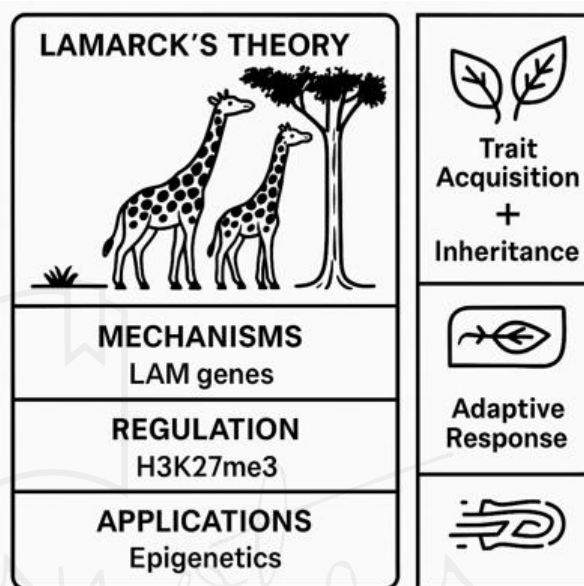 LAMARCK'S THEORY
MECHANISMS
LAM genes
REGULATION
H3K27me3
APPLICATIONS
Epigenetics
Trait
Acquisition
+
Inheritance
Adaptive
Response